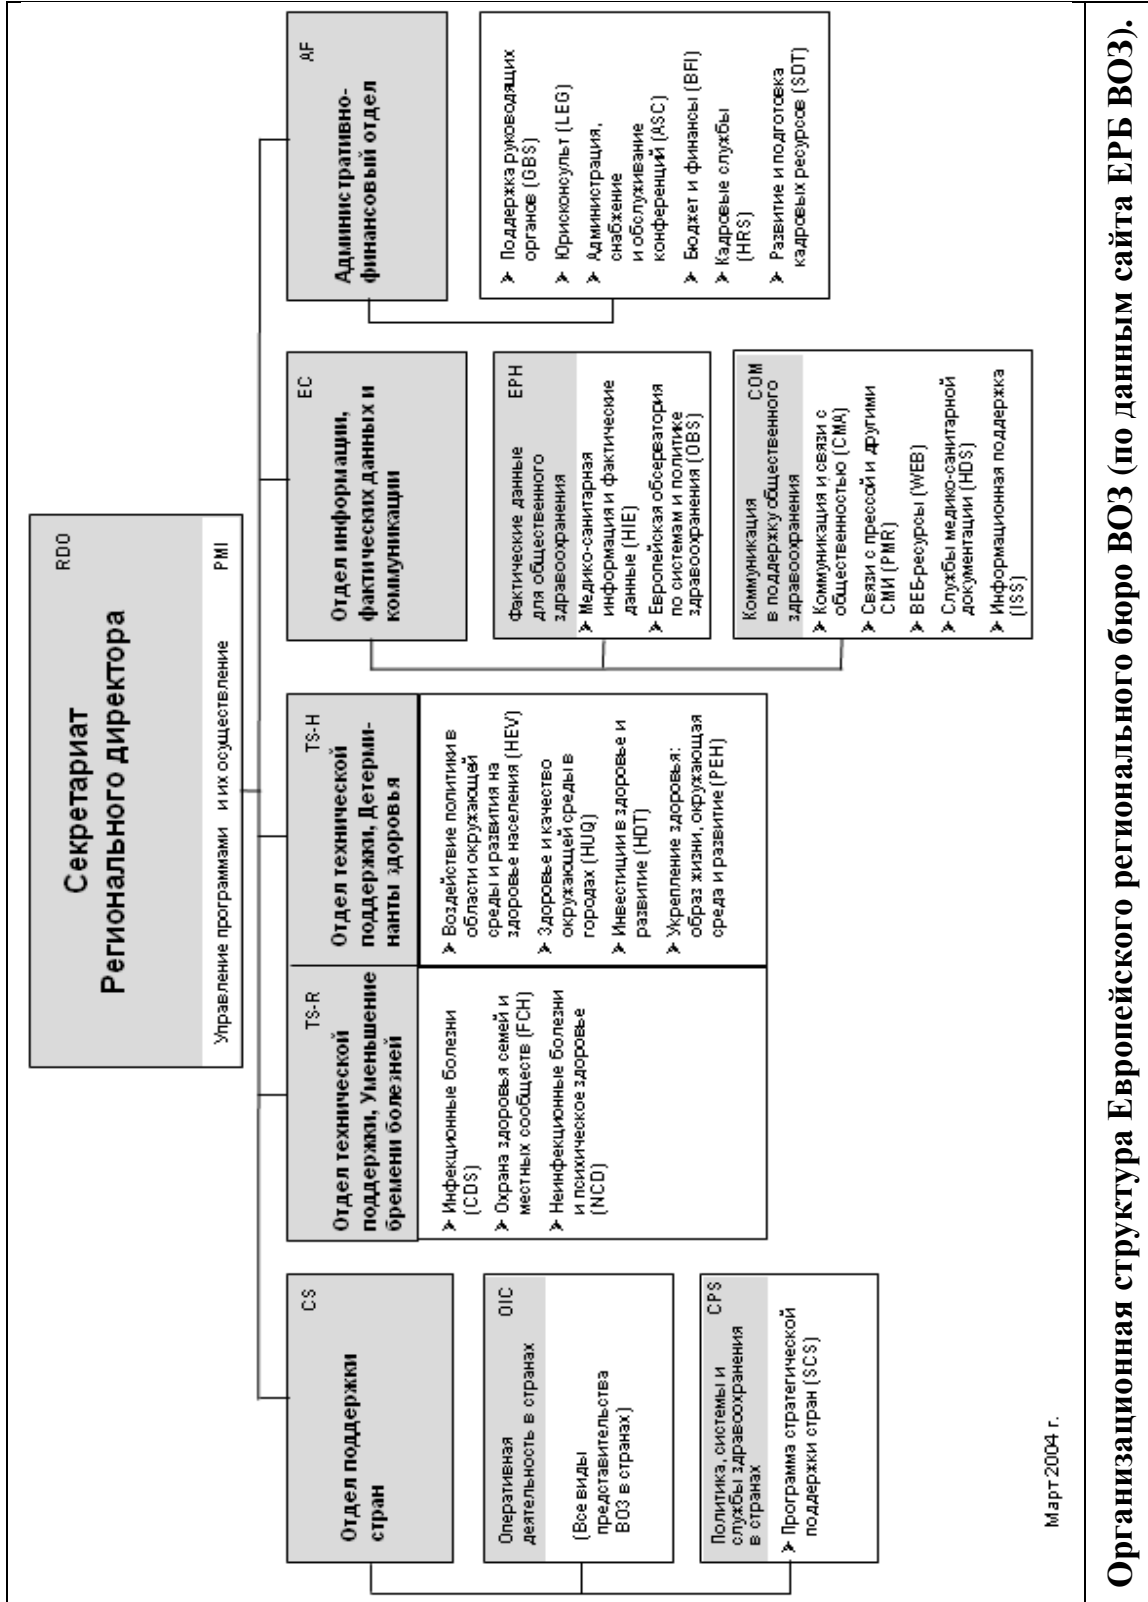 Секретариат
Регионального директора
RDO
Управление программами и их осуществление
PMI
Отдел поддержки
стран
CS
Оперативная
деятельность в странах
OIC
(Все виды
представительства
ВОЗ в странах)
Политика, системы и
службы здравоохранения
в странах
CPS
➢ Программа стратегической
поддержки стран (SCS)
Отдел технической
поддержки, Уменьшение
бремени болезней
TS-R
➢ Инфекционные болезни
(CDS)
➢ Охрана здоровья семей и
местных сообществ (FCH)
➢ Неинфекционные болезни
и психическое здоровье
(NCD)
Отдел технической
поддержки, Детерми-
нанты здоровья
TS-H
➢ Воздействие политики в
области окружающей
среды и развития на
здоровье населения (HEV)
➢ Здоровье и качество
окружающей среды в
городах (HUQ)
➢ Инвестиции в здоровье и
развитие (HDT)
➢ Укрепление здоровья:
образ жизни, окружающая
среда и развитие (PEH)
Отдел информации,
фактических данных и
коммуникации
EC
Фактические данные
для общественного
здравоохранения
EPH
➢ Медико-санитарная
информация и фактические
данные (HIE)
➢ Европейская обсерватория
по системам и политике
здравоохранения (OBS)
Коммуникация
в поддержку общественного
здравоохранения
COM
➢ Коммуникация и связи с
общественностью (CMA)
➢ Связи с прессой и другими
СМИ (PMR)
➢ ВЕБ-ресурсы (WEB)
➢ Службы медико-санитарной
документации (HDS)
➢ Информационная поддержка
(ISS)
Административно-
финансовый отдел
AF
➢ Поддержка руководящих
органов (GBS)
➢ Юрисконсульт (LEG)
➢ Администрация,
снабжение
и обслуживание
конференций (ASC)
➢ Бюджет и финансы (BFI)
➢ Кадровые службы
(HRS)
➢ Развитие и подготовка
кадровых ресурсов (SDT)
Март 2004 г.
Организационная структура Европейского регионального бюро ВОЗ (по данным сайта ЕРБ ВОЗ).